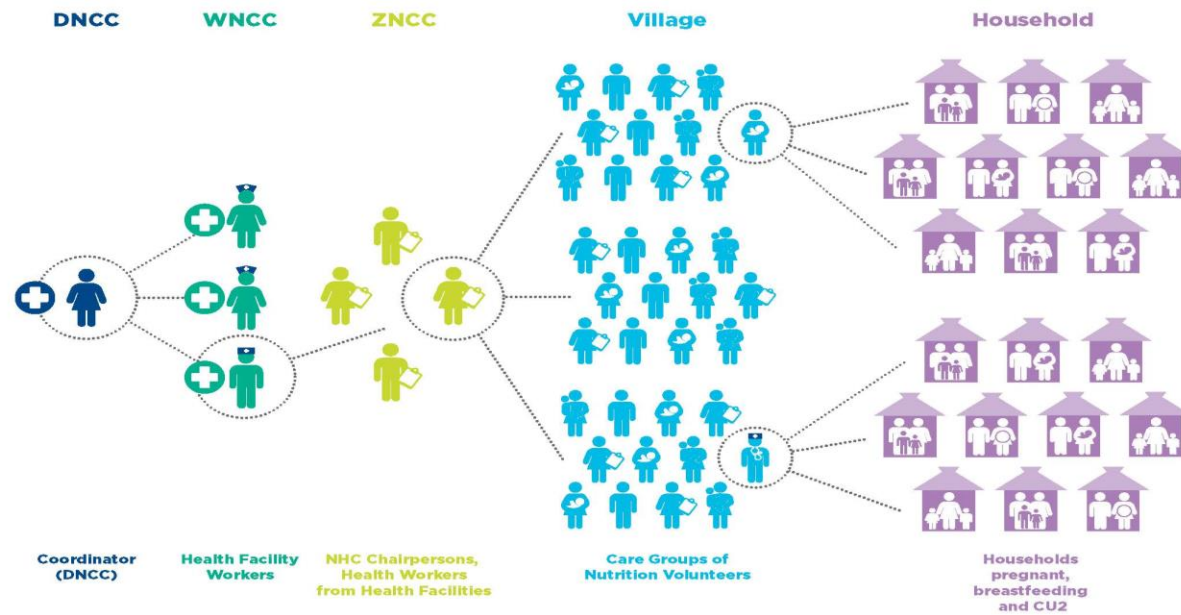 DNCC
WNCC
ZNCC
Village
Household
Coordinator
(DNCC)
Health Facility
Workers
NHC Chairpersons,
Health Workers
from Health Facilities
Care Groups of
Nutrition Volunteers
Households
pregnant,
breastfeeding
and CU2